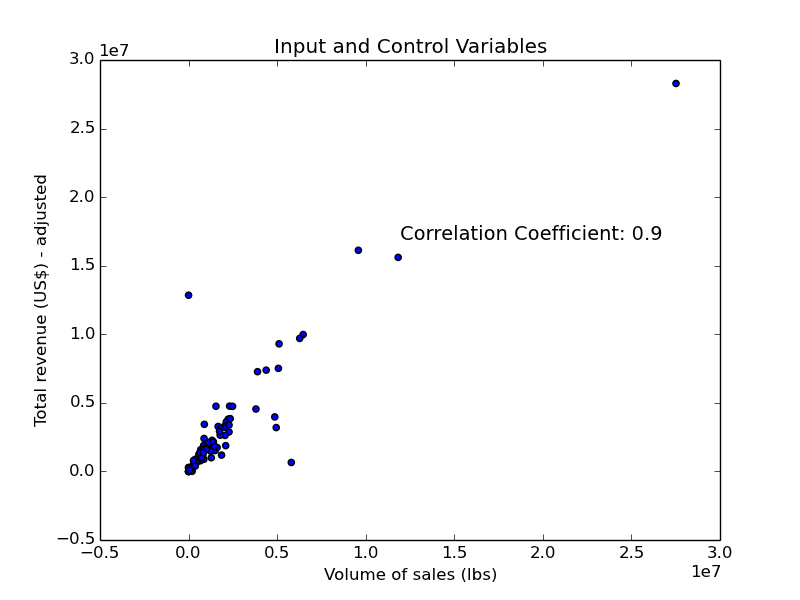 Input and Control Variables
1e7
3.0
2.5
2.0
1.5
1.0
0.5
0.0
−0.5
Total revenue (US$) - adjusted
Correlation Coefficient: 0.9
−0.5 0.0 0.5 1.0 1.5 2.0 2.5 3.0
1e7
Volume of sales (lbs)